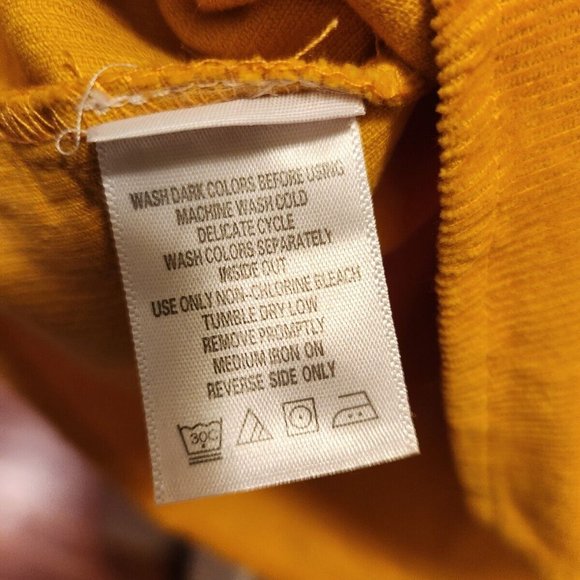 WASH DARK COLORS BEFORE USING
MACHINE WASH COLD
DELICATE CYCLE
WASH COLORS SEPARATELY
INSIDE OUT
USE ONLY NON-CHLORINE BLEACH
TUMBLE DRY LOW
REMOVE PROMPTLY
MEDIUM IRON ON
REVERSE SIDE ONLY
30C